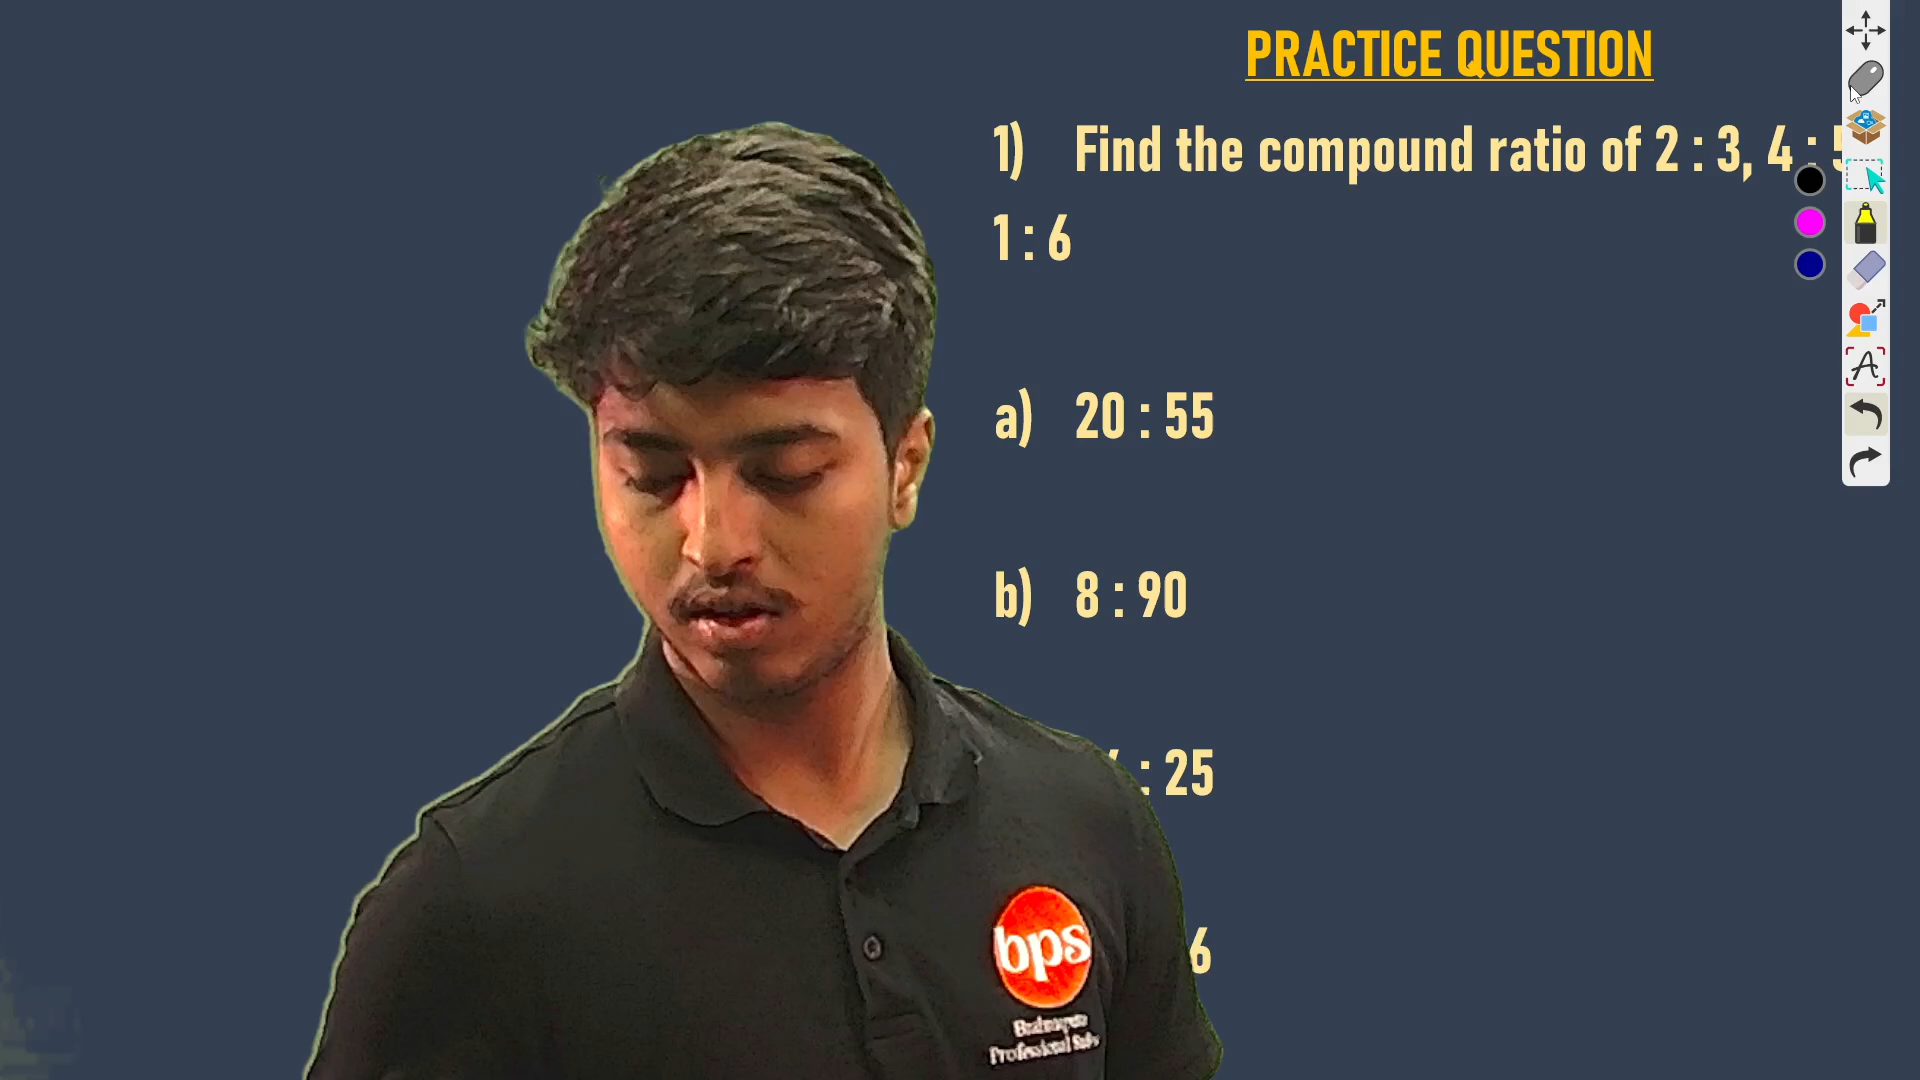 PRACTICE QUESTION
1) Find the compound ratio of 2 : 3, 4 :
1 : 6
a) 20 : 55
b) 8 : 90
: 25
6
bps
Professional